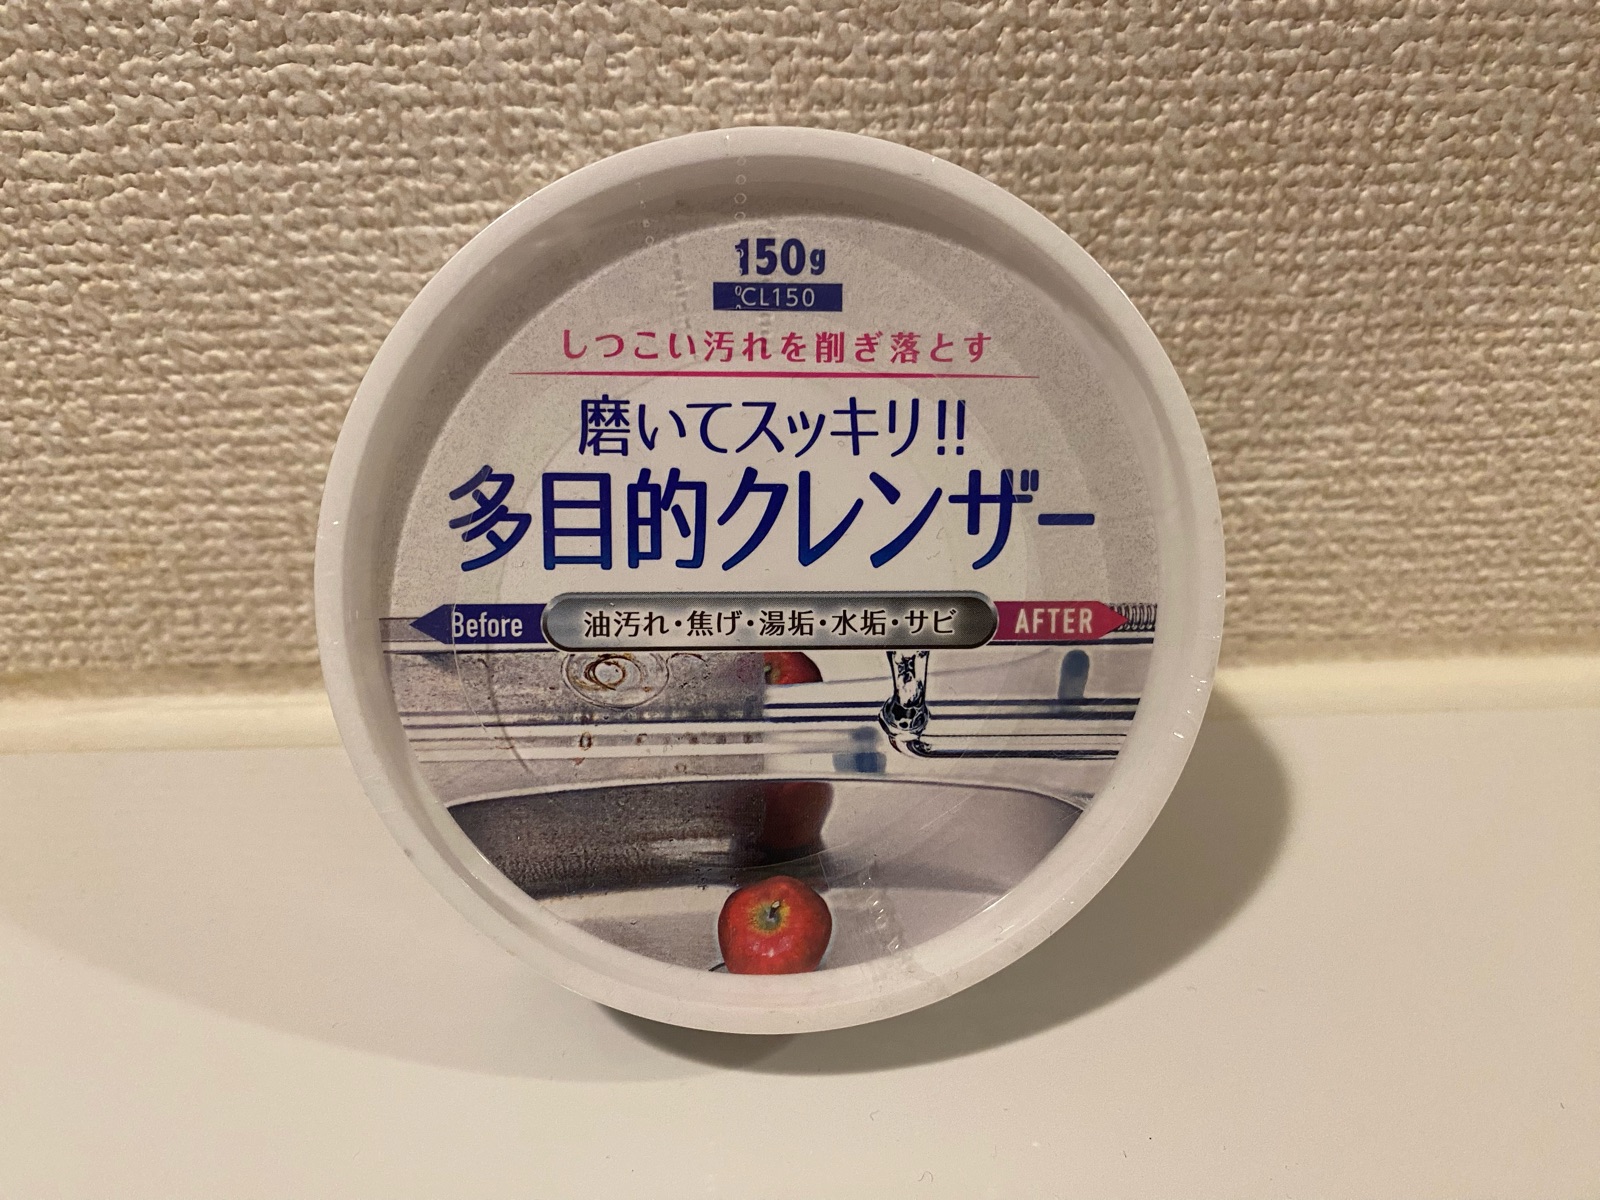 150g
CL150
しつこい汚れを削ぎ落とす
磨いてスッキリ!!
多目的クレンザー
Before 油汚れ・焦げ・湯垢・水垢・サビ AFTER